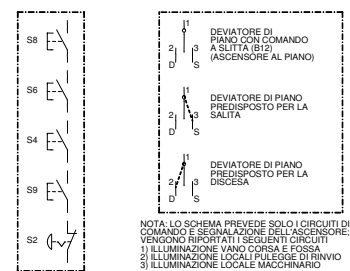 S8
S6
S4
S9
S2
1
2
3
D
S
DEVIATORE DI
PIANO CON COMANDO
A SLITTA (B12)
(ASCENSORE AL PIANO)
1
2
3
D
S
DEVIATORE DI PIANO
PREDISPOSTO PER LA
SALITA
1
2
3
D
S
DEVIATORE DI PIANO
PREDISPOSTO PER LA
DISCESA
NOTA: LO SCHEMA PREVEDE SOLO I CIRCUITI DI
COMANDO E SEGNALAZIONE DELL'ASCENSORE;
VENGONO RIPORTATI I SEGUENTI CIRCUITI
1) ILLUMINAZIONE VANO CORSA E FOSSA
2) ILLUMINAZIONE LOCALI PULEGGE DI RINVIO
3) ILLUMINAZIONE LOCALE MACCHINARIO